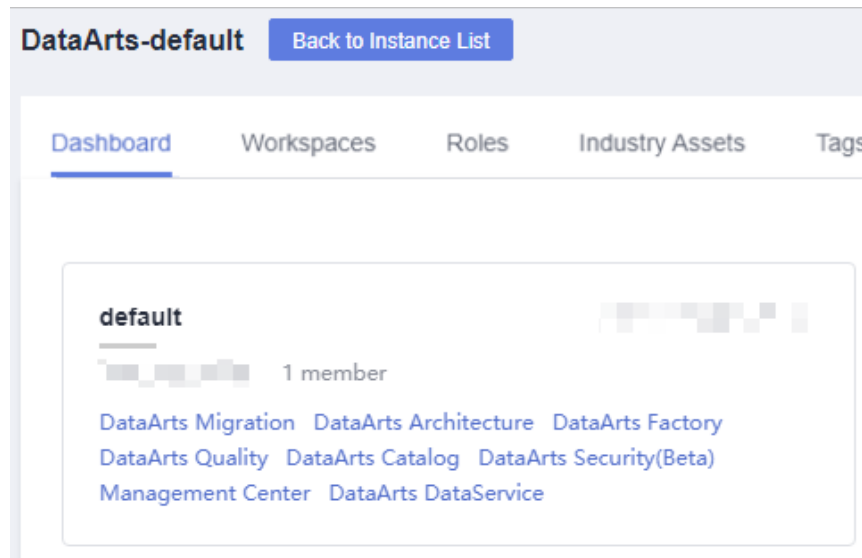 DataArts-default Back to Instance List
Dashboard Workspaces Roles Industry Assets Tags
default
1 member
DataArts Migration DataArts Architecture DataArts Factory
DataArts Quality DataArts Catalog DataArts Security(Beta)
Management Center DataArts DataService